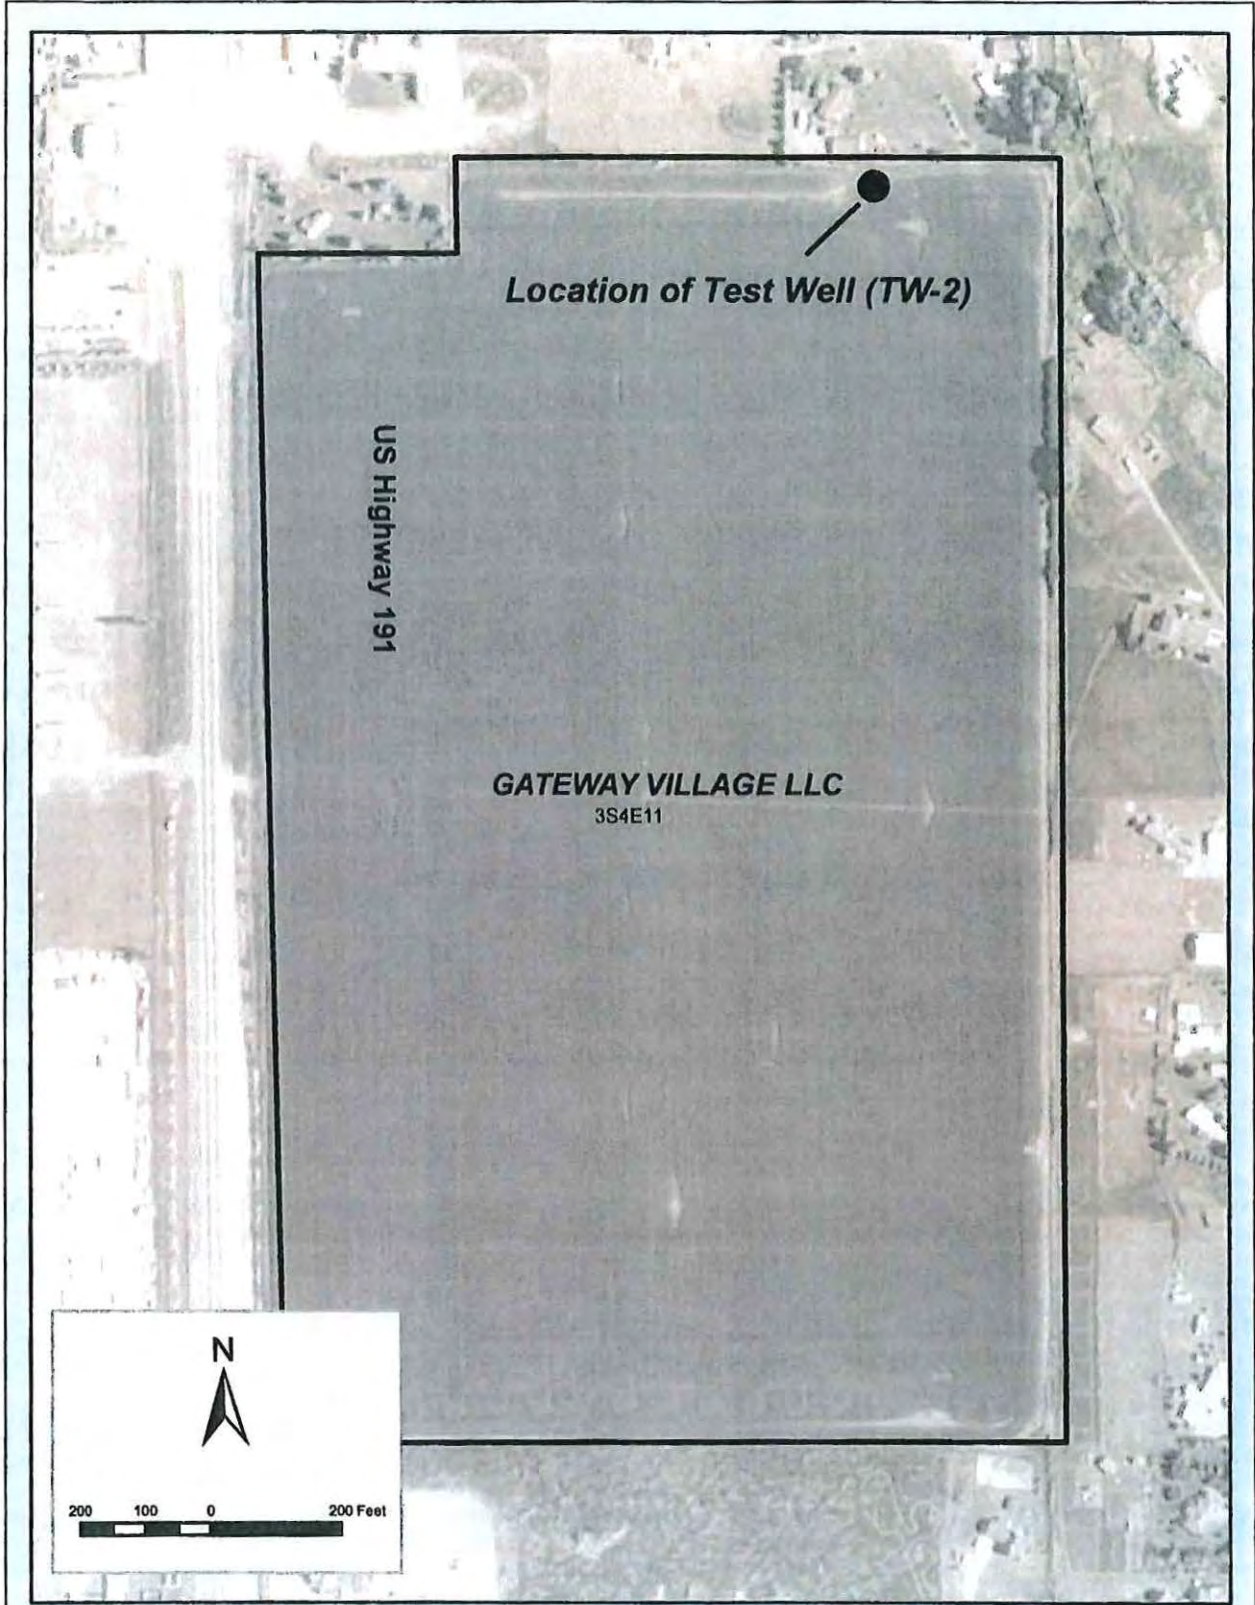 Location of Test Well (TW-2)
US Highway 191
GATEWAY VILLAGE LLC
3S4E11
N
200 100 0 200 Feet